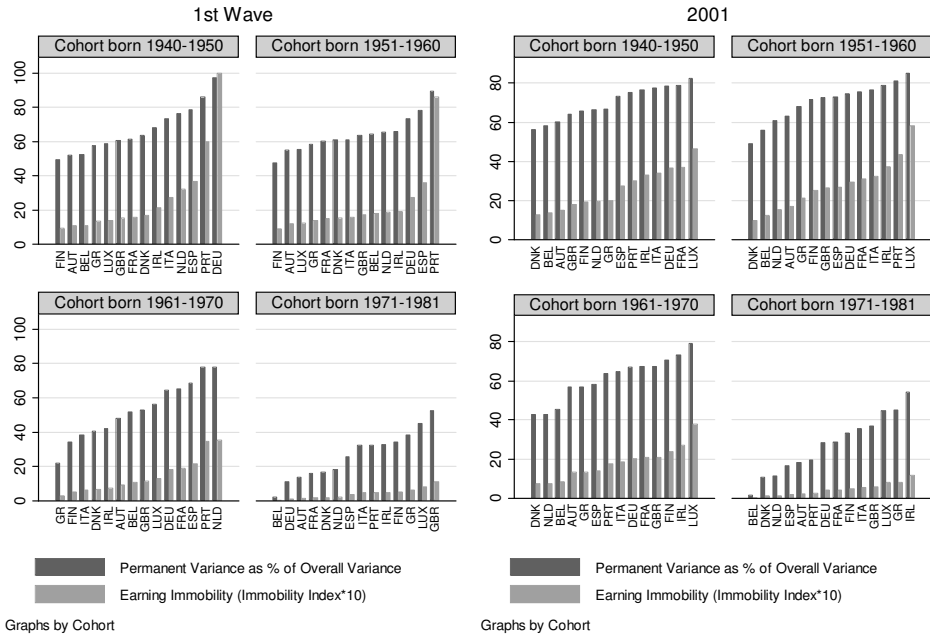 1st Wave
Cohort born 1940-1950
Cohort born 1951-1960
0 20 40 60 80 100
FIN AUT BEL GR LUX GBR FRA DNK IRL ITA NLD ESP PRT DEU
FIN AUT LUX GR FRA DNK ITA GBR BEL NLD IRL DEU ESP PRT
Cohort born 1961-1970
Cohort born 1971-1981
0 20 40 60 80 100
GR FIN ITA DNK IRL AUT BEL GBR LUX DEU FRA ESP PRT NLD
BEL DEU AUT FRA DNK NLD ESP ITA PRT IRL FIN GR LUX GBR
Permanent Variance as % of Overall Variance
Earning Immobility (Immobility Index*10)
Graphs by Cohort
2001
Cohort born 1940-1950
Cohort born 1951-1960
0 20 40 60 80
DNK BEL AUT GBR FIN NLD GR ESP PRT IRL ITA DEU FRA LUX
DNK BEL NLD AUT GR FIN GBR ESP DEU FRA ITA IRL PRT LUX
Cohort born 1961-1970
Cohort born 1971-1981
0 20 40 60 80
DNK NLD BEL AUT GR ESP PRT ITA DEU FRA GBR FIN IRL LUX
BEL DNK NLD ESP AUT PRT DEU FRA FIN ITA GBR LUX GR IRL
Permanent Variance as % of Overall Variance
Earning Immobility (Immobility Index*10)
Graphs by Cohort